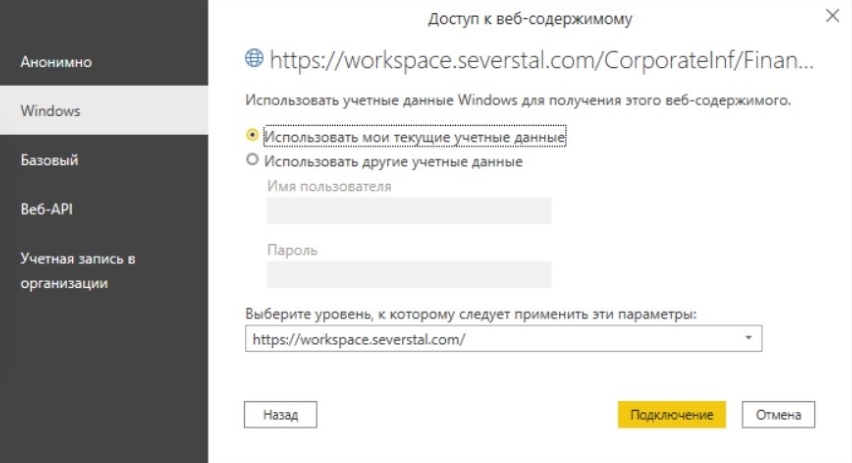 Доступ к веб-содержимому
Анонимно
Windows
Базовый
Веб-API
Учетная запись в
организации
https://workspace.severstal.com/CorporateInf/Finan...
Использовать учетные данные Windows для получения этого веб-содержимого.
Использовать мои текущие учетные данные
Использовать другие учетные данные
Имя пользователя
Пароль
Выберите уровень, к которому следует применить эти параметры:
https://workspace.severstal.com/
Назад
Подключение
Отмена